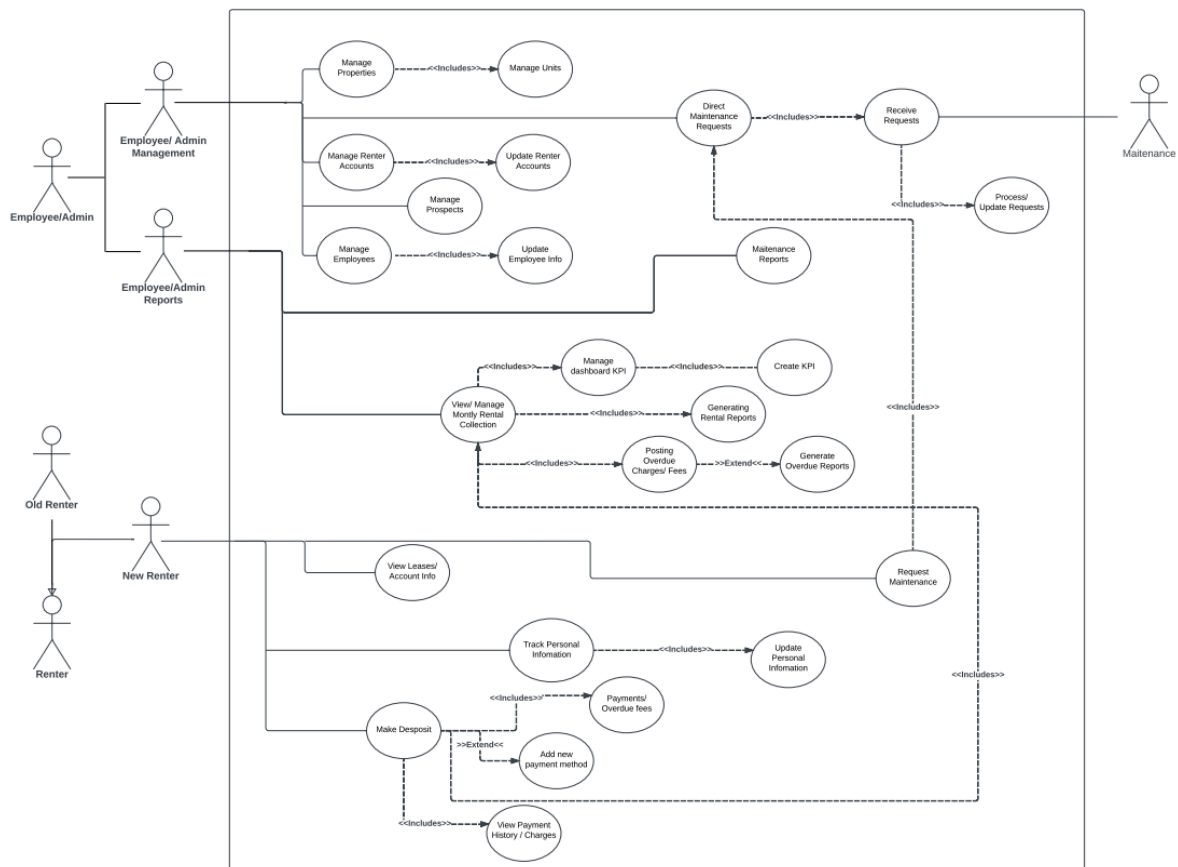 Manage
Properties
<<Includes>>
Manage Units
Employee/ Admin
Management
Direct
Maintenance
Requests
<<Includes>>
Receive
Requests
Maitenance
Employee/Admin
Manage Renter
Accounts
<<Includes>>
Update Renter
Accounts
Manage
Prospects
<<Includes>>
Process/
Update Requests
Manage
Employees
<<Includes>>
Update
Employee Info
Maitenance
Reports
Employee/Admin
Reports
<<Includes>>
Manage
dashboard KPI
<<Includes>>
Create KPI
View/ Manage
Montly Rental
Collection
<<Includes>>
Generating
Rental Reports
<<Includes>>
<<Includes>>
Posting
Overdue
Charges/ Fees
>>Extend<<
Generate
Overdue Reports
Old Renter
New Renter
View Leases/
Account Info
Request
Maintenance
Renter
Track Personal
Infomation
<<Includes>>
Update
Personal
Infomation
<<Includes>>
<<Includes>>
Payments/
Overdue fees
Make Desposit
>>Extend<<
Add new
payment method
<<Includes>>
View Payment
History / Charges